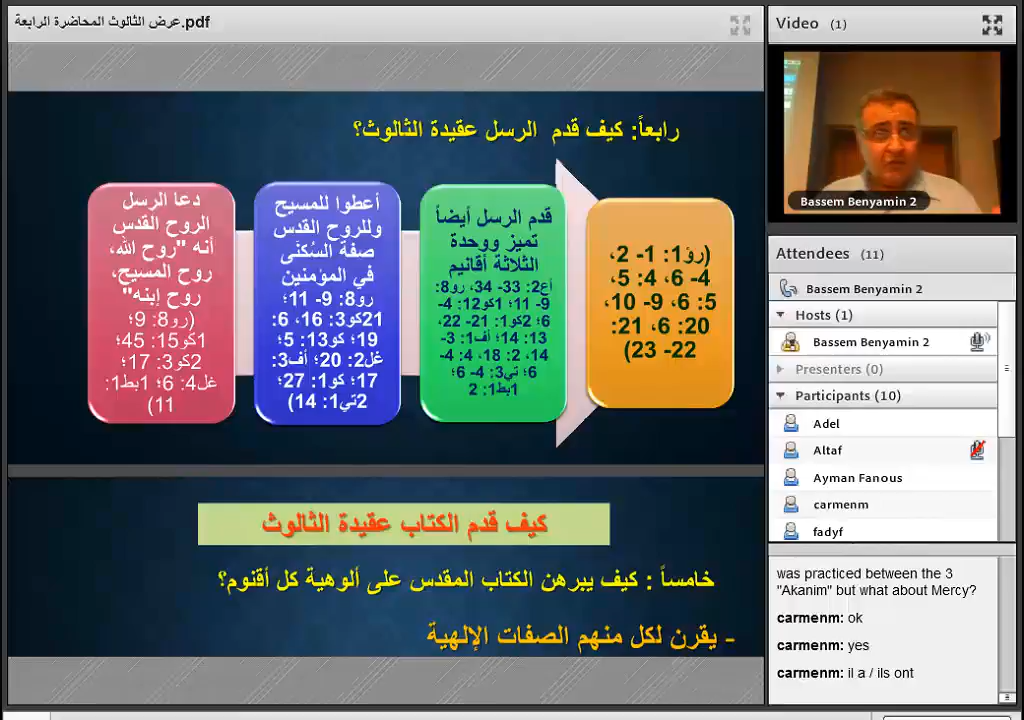 عرض الثالوث المحاضرة الرابعة.pdf
رابعاً: كيف قدم الرسل عقيدة الثالوث؟
دعا الرسل
الروح القدس
أنه "روح الله،
روح المسيح،
روح إبنه"
(رو8: 9؛
1كو15: 45؛
2كو3: 17؛
غل4: 6؛ 1بط1:
11)
أعطوا للمسيح
وللروح القدس
صفة السُكنَى
في المؤمنين
رو8: 9- 11؛
1كو3: 16، 6:
19؛ 2كو13: 5؛
غل2: 20؛ أف3:
17؛ كو1: 27؛
2تي1: 14)
قدم الرسل أيضاً
تميز ووحدة
الثلاثة أقانيم
أع2: 33- 34، رو8:
9- 11؛ 1كو12: 4-
6؛ 2كو1: 21- 22،
13: 14؛ أف1: 3-
14، 2: 18، 4: 4-
6؛ تي3: 4- 6؛
1بط1: 2
(رؤ1: 1- 2،
4- 6، 4: 5،
5: 6، 9- 10،
20: 6، 21:
22- 23)
كيف قدم الكتاب عقيدة الثالوث
خامساً : كيف يبرهن الكتاب المقدس على ألوهية كل أقنوم؟
- يقرن لكل منهم الصفات الإلهية
Video (1)
Bassem Benyamin 2
Attendees (11)
Bassem Benyamin 2
Hosts (1)
Bassem Benyamin 2
Presenters (0)
Participants (10)
Adel
Altaf
Ayman Fanous
carmenm
fadyf
was practiced between the 3
"Akanim" but what about Mercy?
carmenm: ok
carmenm: yes
carmenm: il a / ils ont